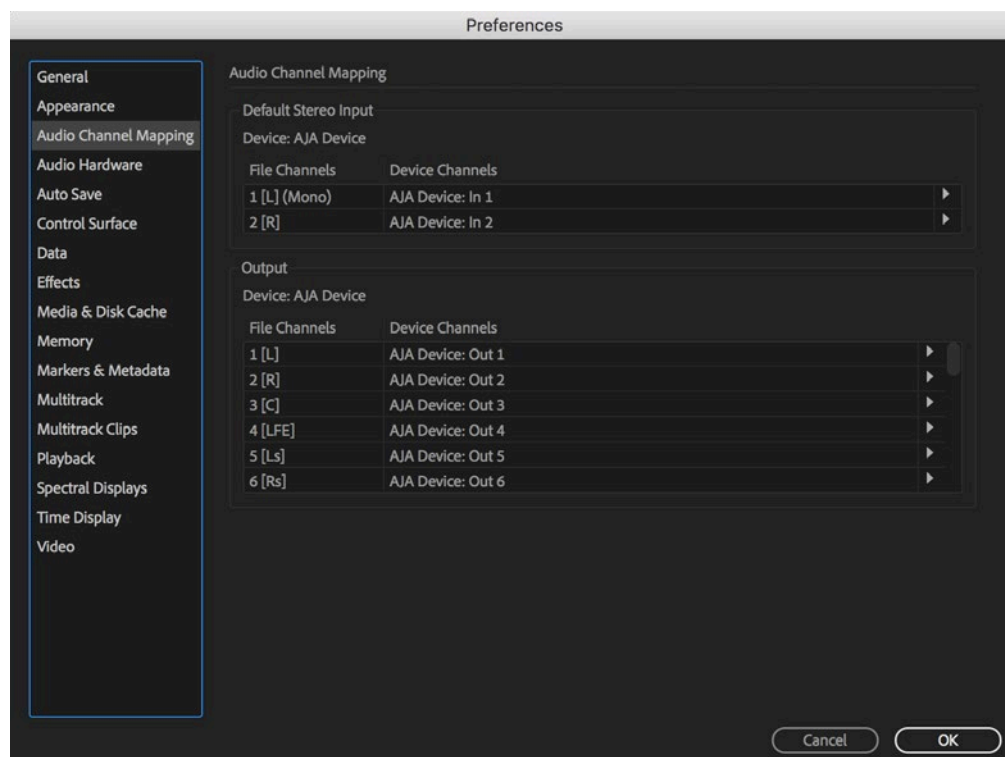 Preferences
General
Appearance
Audio Channel Mapping
Audio Hardware
Auto Save
Control Surface
Data
Effects
Media & Disk Cache
Memory
Markers & Metadata
Multitrack
Multitrack Clips
Playback
Spectral Displays
Time Display
Video
Audio Channel Mapping
Default Stereo Input
Device: AJA Device
File Channels Device Channels
1 [L] (Mono) AJA Device: In 1
2 [R] AJA Device: In 2
Output
Device: AJA Device
File Channels Device Channels
1 [L] AJA Device: Out 1
2 [R] AJA Device: Out 2
3 [C] AJA Device: Out 3
4 [LFE] AJA Device: Out 4
5 [Ls] AJA Device: Out 5
6 [Rs] AJA Device: Out 6
Cancel OK